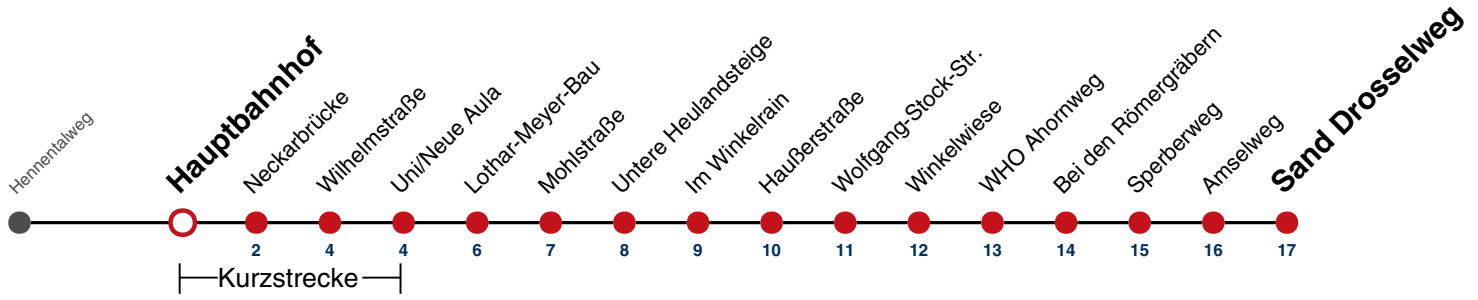 Hennentalweg
Hauptbahnhof
Neckarbrücke
Wilhelmstraße
Uni/Neue Aula
Lothar-Meyer-Bau
Mohlstraße
Untere Heulandsteige
Im Winkelrain
Haußerstraße
Wolfgang-Stock-Str.
Winkelwiese
WHO Ahornweg
Bei den Römergräbern
Sperberweg
Amselweg
Sand Drosselweg
2 4 4 6 7 8 9 10 11 12 13 14 15 16 17
Kurzstrecke